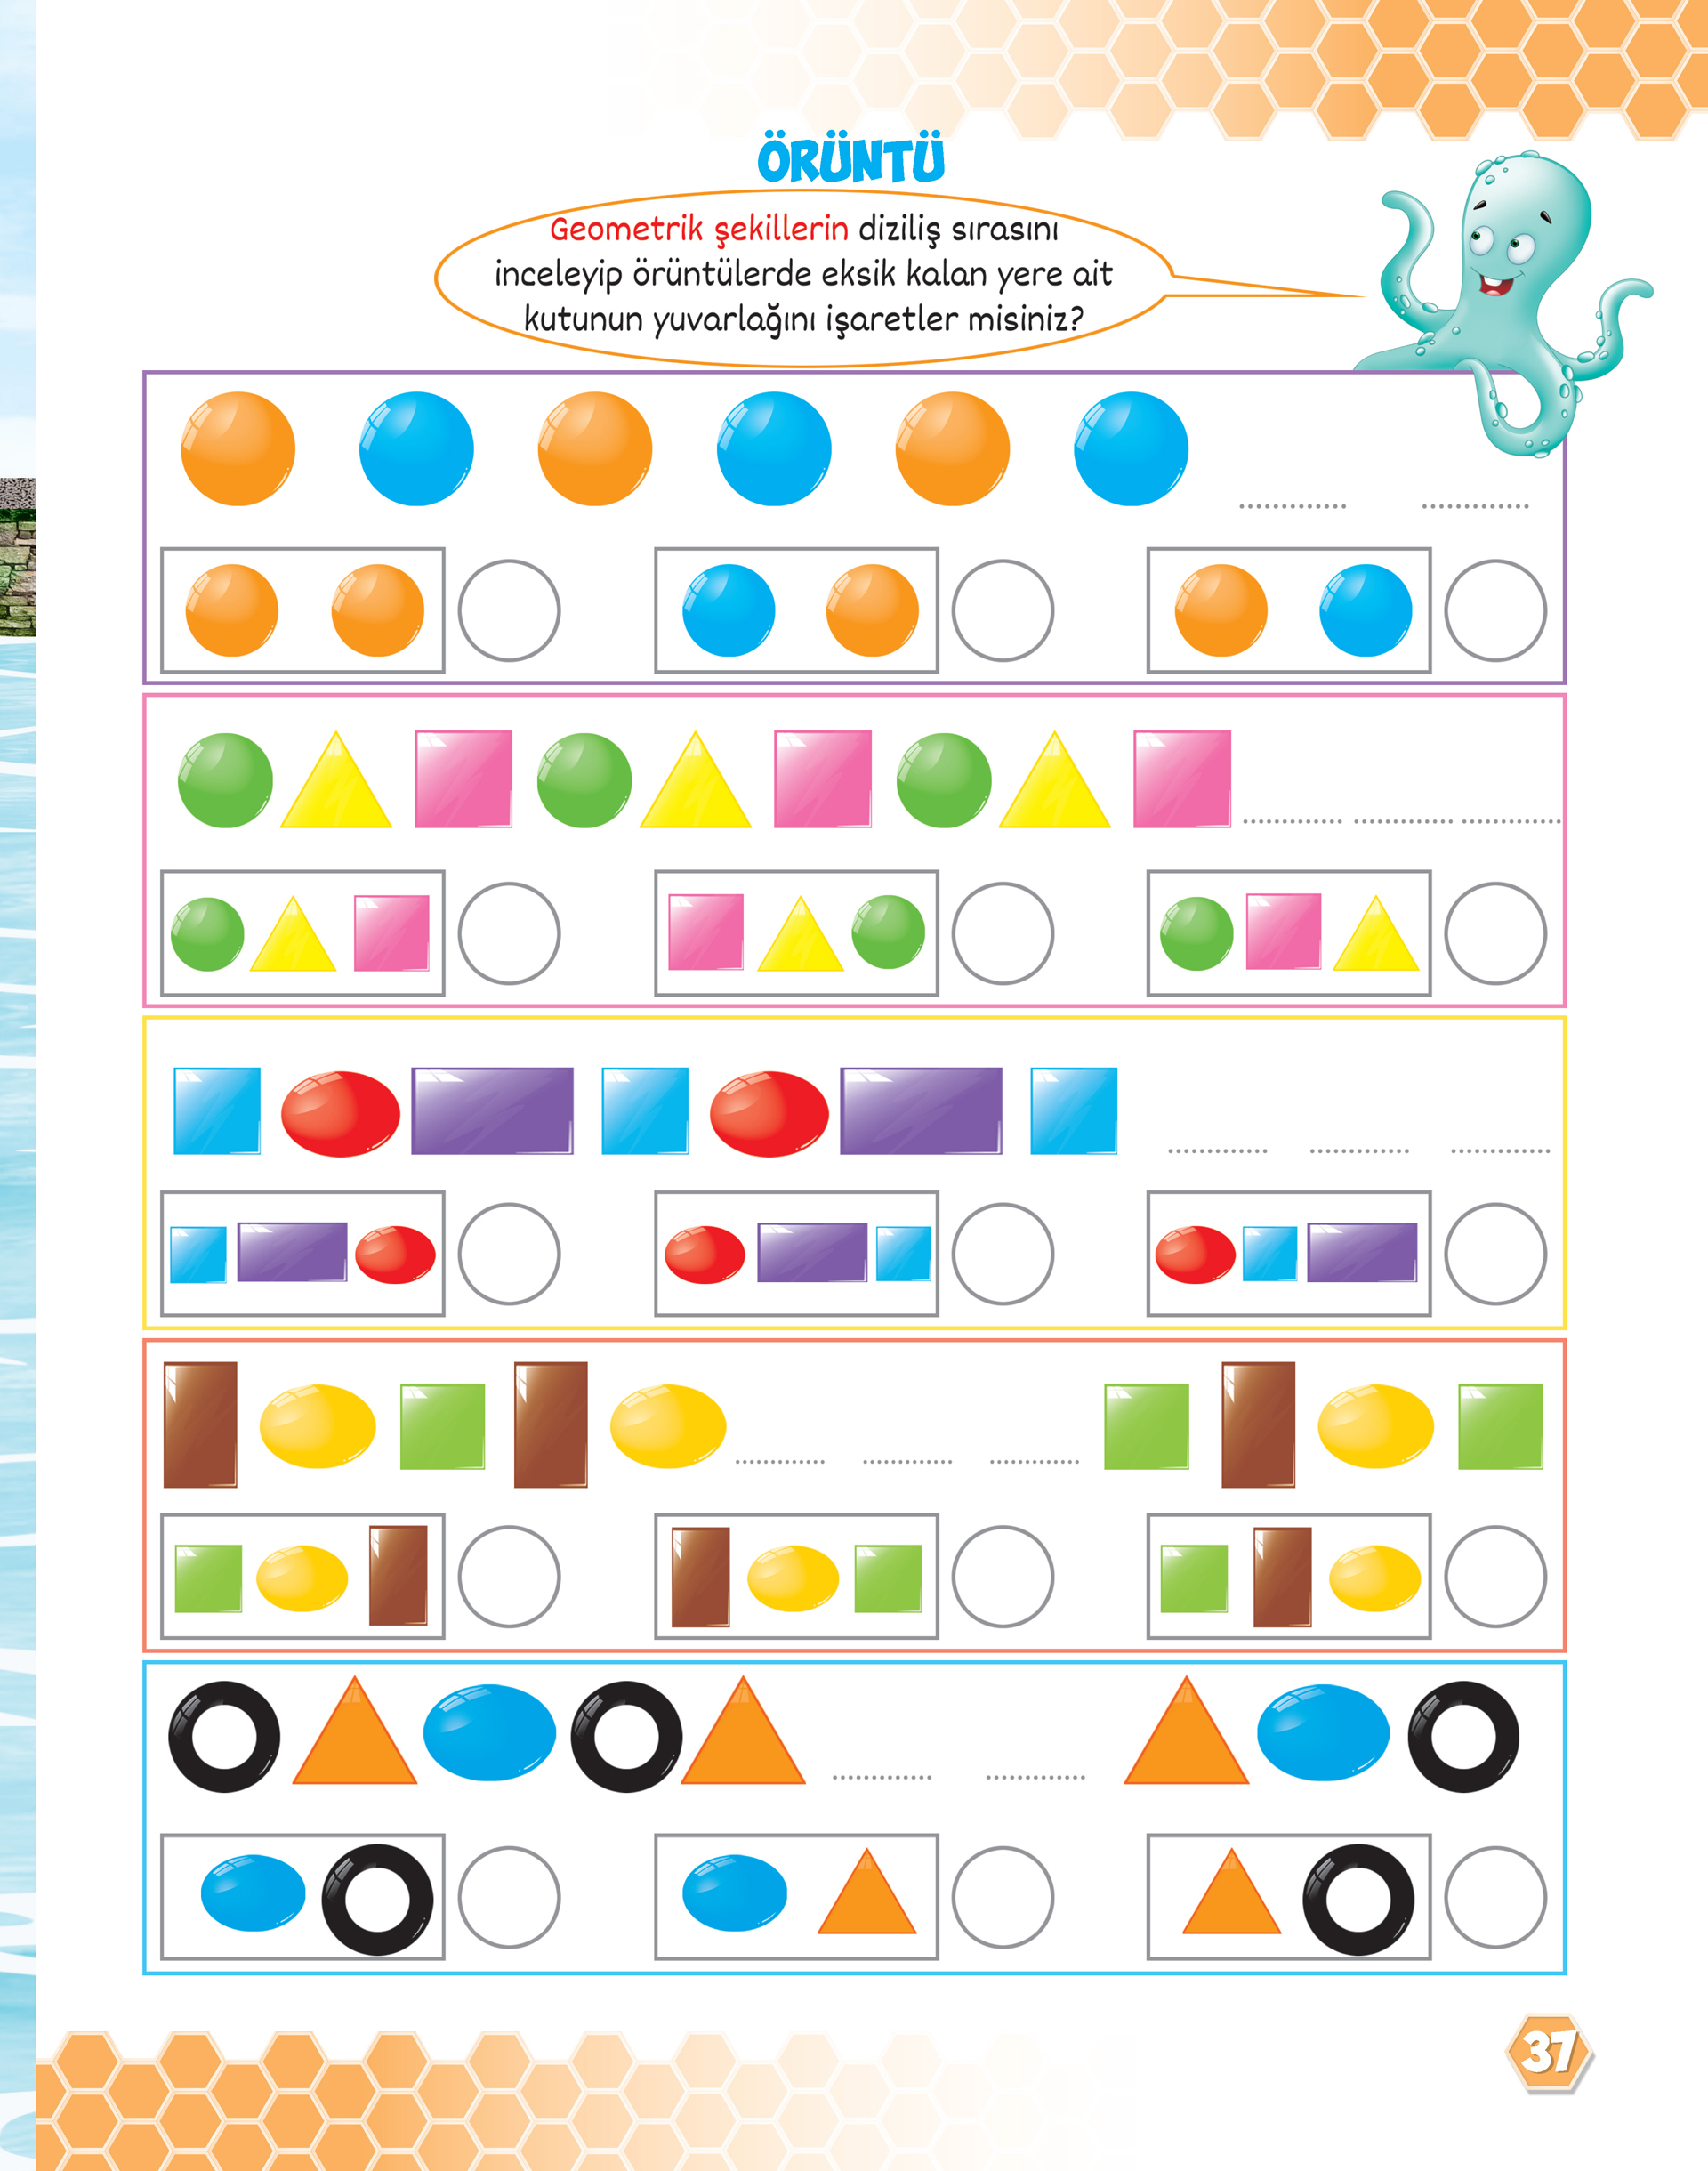 ÖRÜNTÜ
Geometrik şekillerin diziliş sırasını
inceleyip örüntülerde eksik kalan yere ait
kutunun yuvarlağını işaretler misiniz?
37